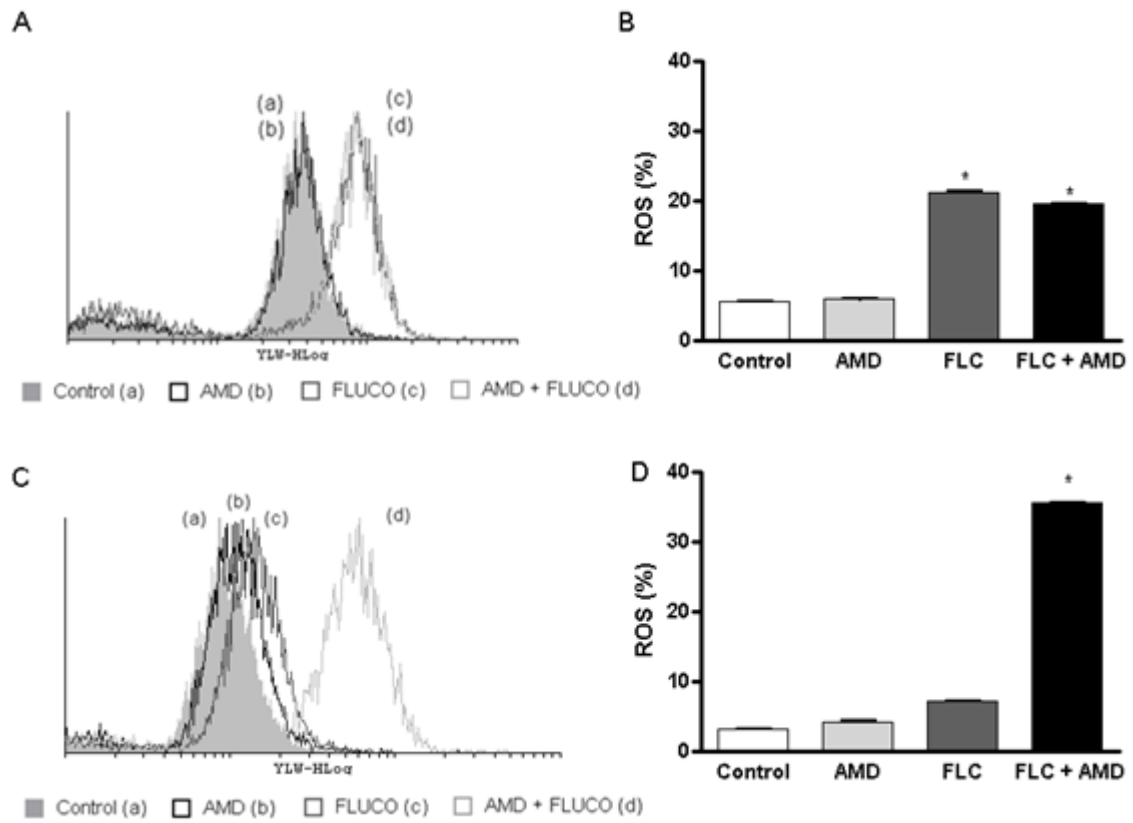 A
(a)
(b)
(c)
(d)
YLW-HLog
Control (a) AMD (b) FLUCO (c) AMD + FLUCO (d)
B
ROS (%)
40
30
20
10
0
*
*
Control AMD FLC FLC + AMD
C
(a)
(b)
(c)
(d)
YLW-HLog
Control (a) AMD (b) FLUCO (c) AMD + FLUCO (d)
D
ROS (%)
40
30
20
10
0
*
Control AMD FLC FLC + AMD